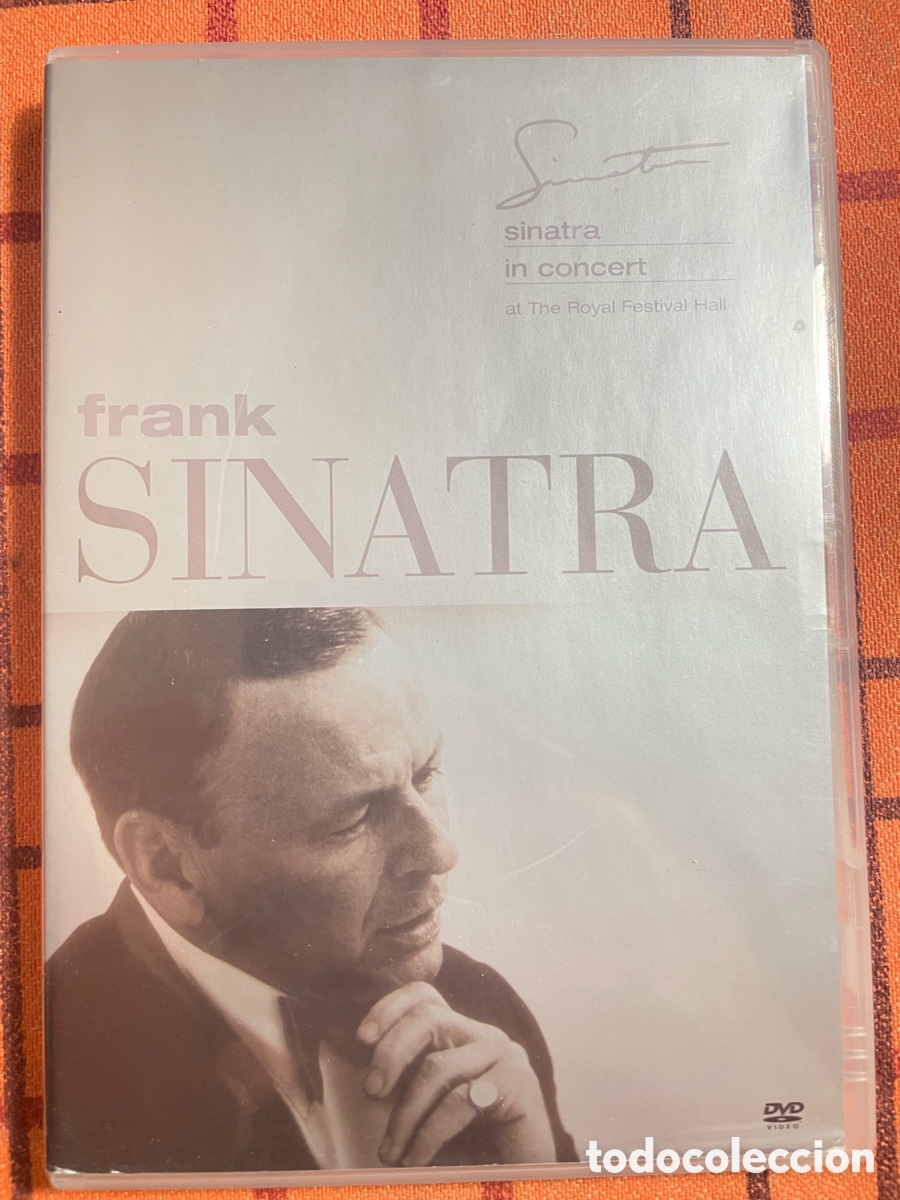 Sinatra
sinatra
in concert
at The Royal Festival Hall
frank
SINATRA
DVD
VIDEO
todocoleccion